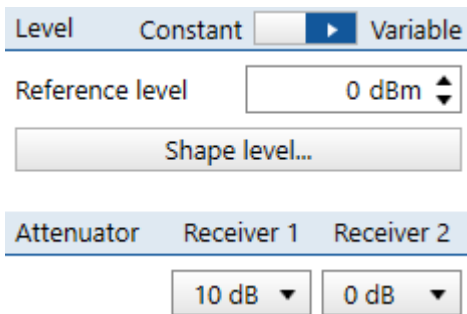 Level Constant Variable
Reference level 0 dBm
Shape level...
Attenuator Receiver 1 Receiver 2
10 dB 0 dB